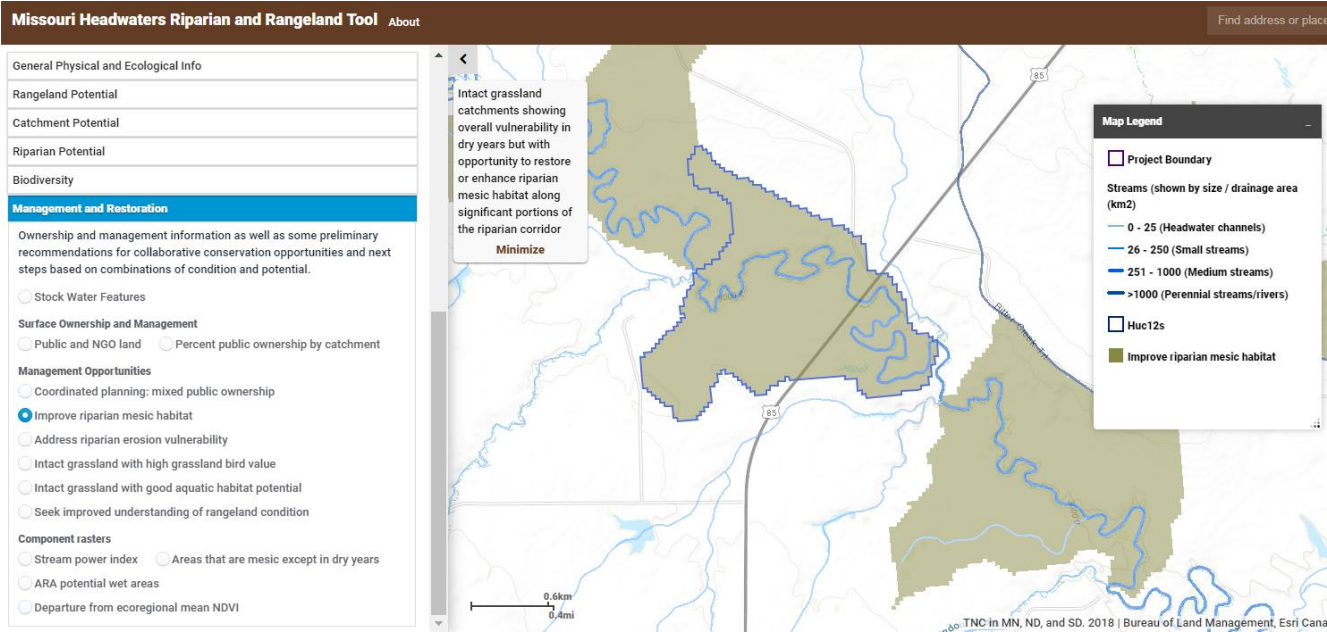 Missouri Headwaters Riparian and Rangeland Tool About
Find address or place
General Physical and Ecological Info
Rangeland Potential
Catchment Potential
Riparian Potential
Biodiversity
Management and Restoration
Ownership and management information as well as some preliminary
recommendations for collaborative conservation opportunities and next
steps based on combinations of condition and potential.
Stock Water Features
Surface Ownership and Management
Public and NGO land Percent public ownership by catchment
Management Opportunities
Coordinated planning: mixed public ownership
Improve riparian mesic habitat
Address riparian erosion vulnerability
Intact grassland with high grassland bird value
Intact grassland with good aquatic habitat potential
Seek improved understanding of rangeland condition
Component rasters
Stream power index Areas that are mesic except in dry years
ARA potential wet areas
Departure from ecoregional mean NDVI
Intact grassland
catchments showing
overall vulnerability in
dry years but with
opportunity to restore
or enhance riparian
mesic habitat along
significant portions of
the riparian corridor
Minimize
85
85
Map Legend
Project Boundary
Streams (shown by size / drainage area
km2)
0 - 25 (Headwater channels)
26 - 250 (Small streams)
251 - 1000 (Medium streams)
>1000 (Perennial streams/rivers)
Huc12s
Improve riparian mesic habitat
0.6km
0.4mi
TNC in MN, ND, and SD. 2018 | Bureau of Land Management, Esri Cana